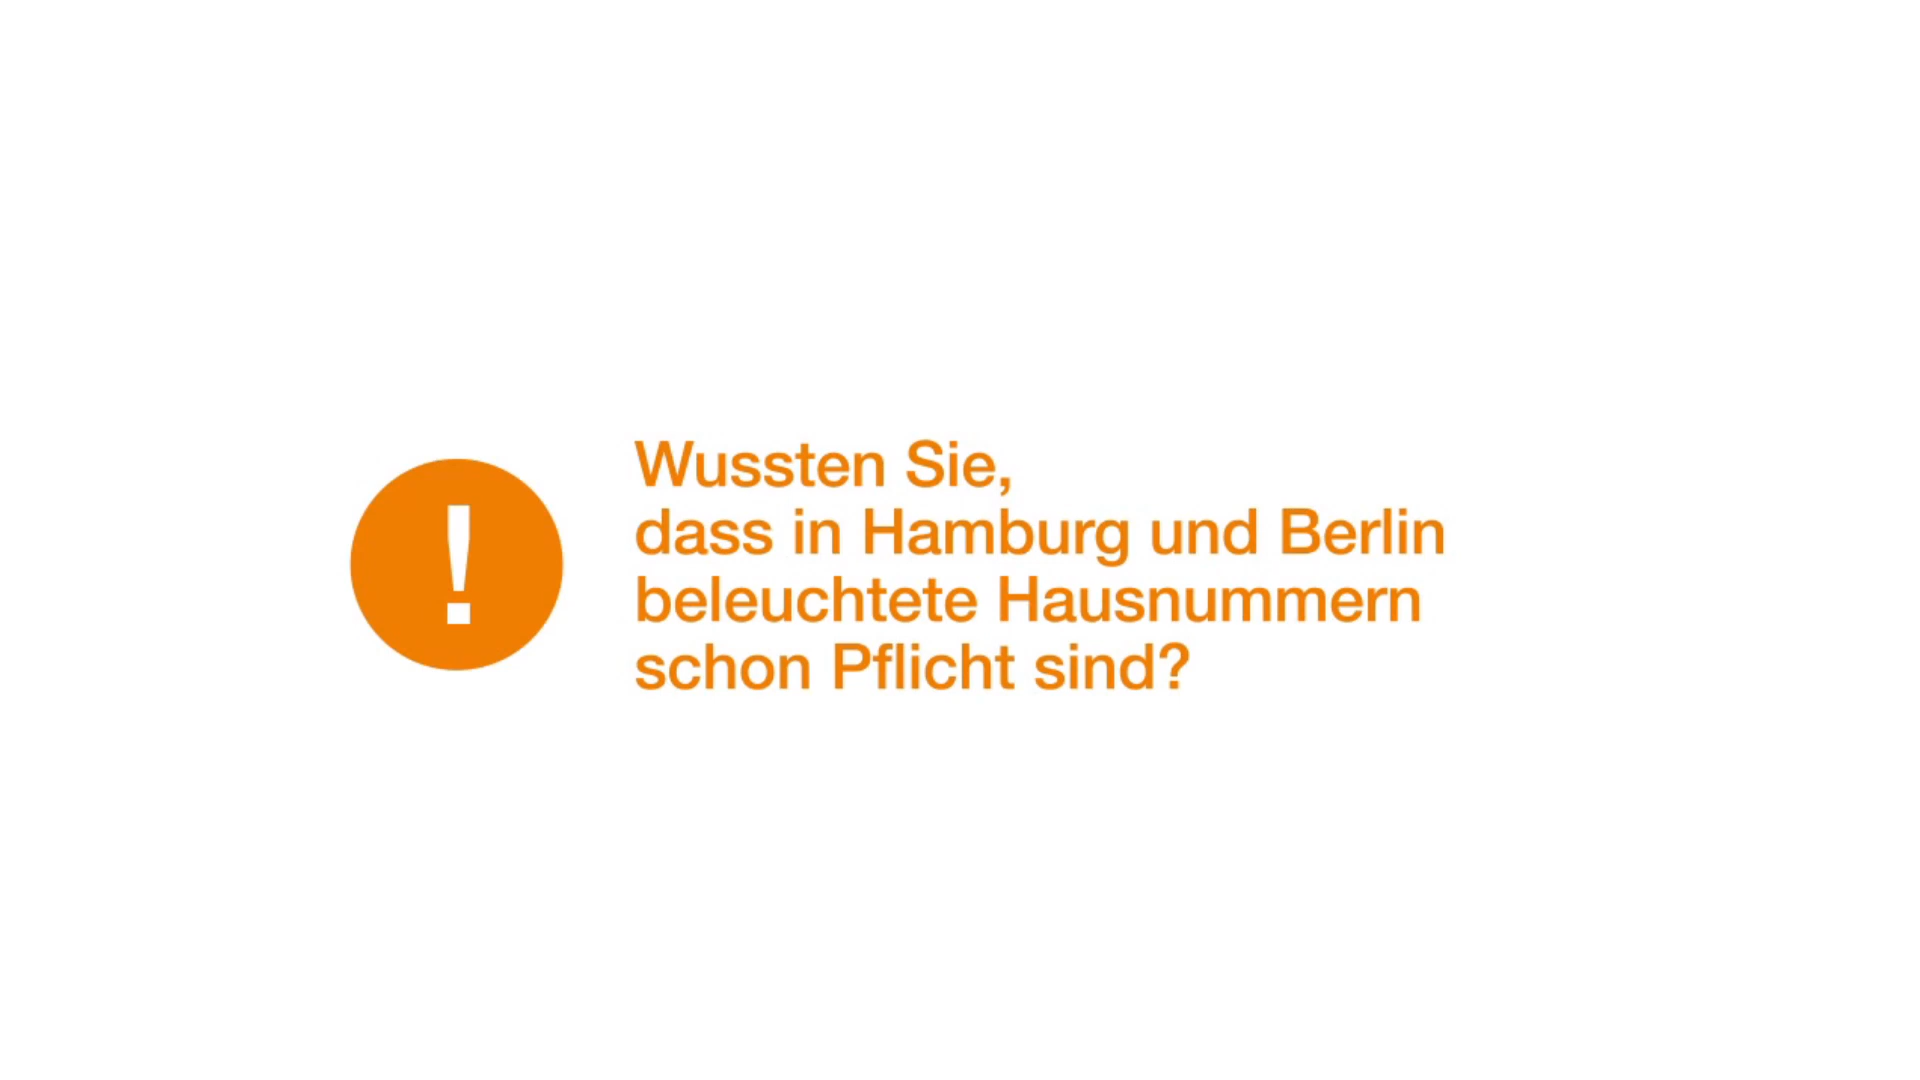 !
Wussten Sie,
dass in Hamburg und Berlin
beleuchtete Hausnummern
schon Pflicht sind?